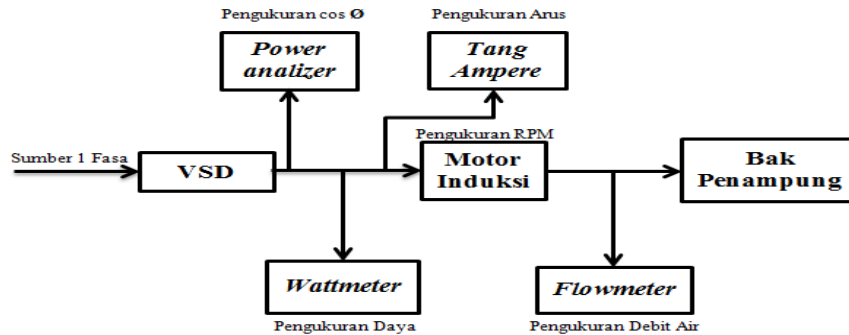 Pengukuran cos Ø
Pengukuran Arus
Power
analizer
Tang
Ampere
Pengukuran RPM
Sumber 1 Fasa
VSD
Motor
Induksi
Bak
Penampung
Wattmeter
Flowmeter
Pengukuran Daya
Pengukuran Debit Air